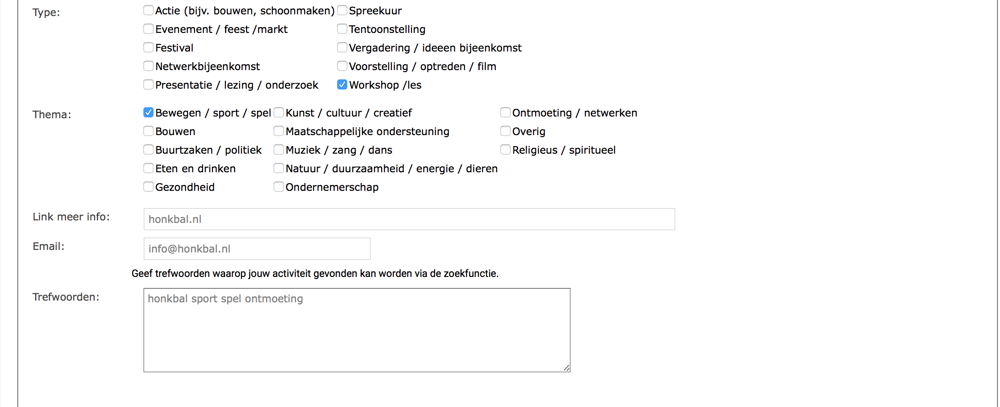 Type: Actie (bijv. bouwen, schoonmaken) Spreekuur
Evenement / feest /markt Tentoonstelling
Festival Vergadering / ideeen bijeenkomst
Netwerkbijeenkomst Voorstelling / optreden / film
Presentatie / lezing / onderzoek Workshop /les
Thema: Bewegen / sport / spel Kunst / cultuur / creatief Ontmoeting / netwerken
Bouwen Maatschappelijke ondersteuning Overig
Buurtzaken / politiek Muziek / zang / dans Religieus / spiritueel
Eten en drinken Natuur / duurzaamheid / energie / dieren
Gezondheid Ondernemerschap
Link meer info: honkbal.nl
Email: info@honkbal.nl
Geef trefwoorden waarop jouw activiteit gevonden kan worden via de zoekfunctie.
Trefwoorden: honkbal sport spel ontmoeting